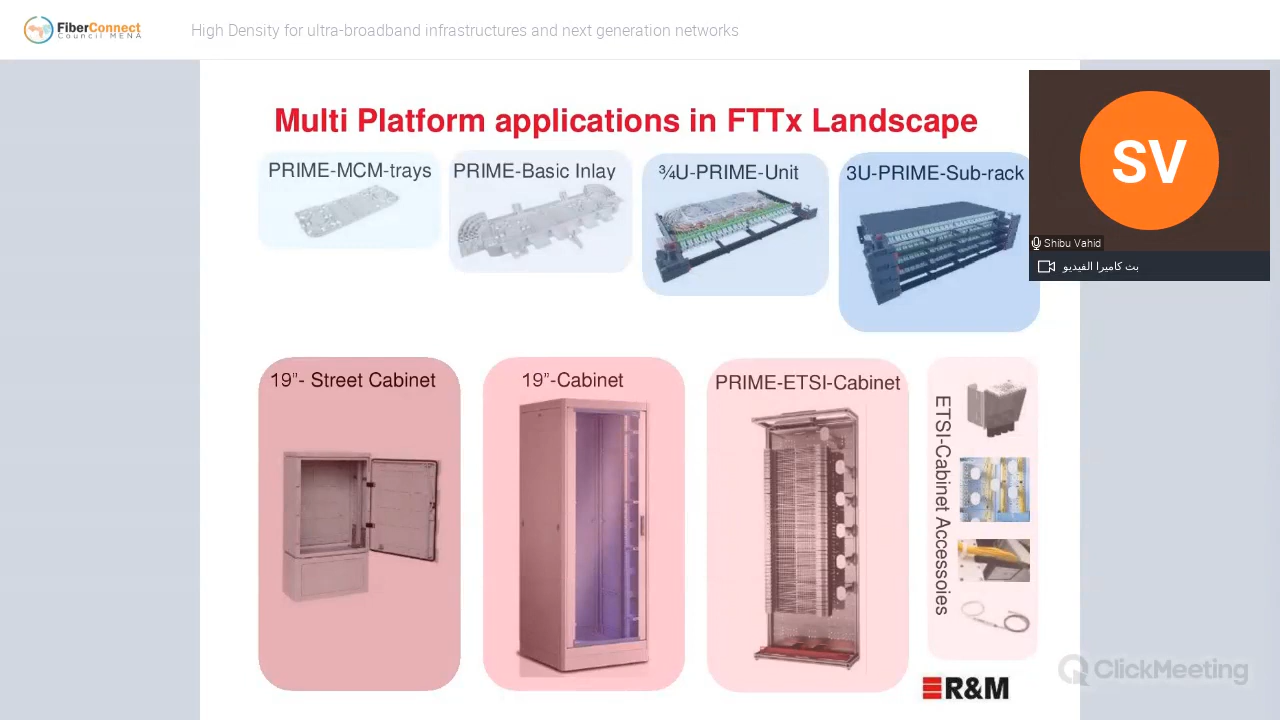 FiberConnect
Council MENA
High Density for ultra-broadband infrastructures and next generation networks
Multi Platform applications in FTTx Landscape
PRIME-MCM-trays
PRIME-Basic Inlay
¾U-PRIME-Unit
3U-PRIME-Sub-rack
SV
Shibu Vahid
بث كاميرا الفيديو
19”- Street Cabinet
19”-Cabinet
PRIME-ETSI-Cabinet
ETSI-Cabinet Accessoies
R&M
ClickMeeting